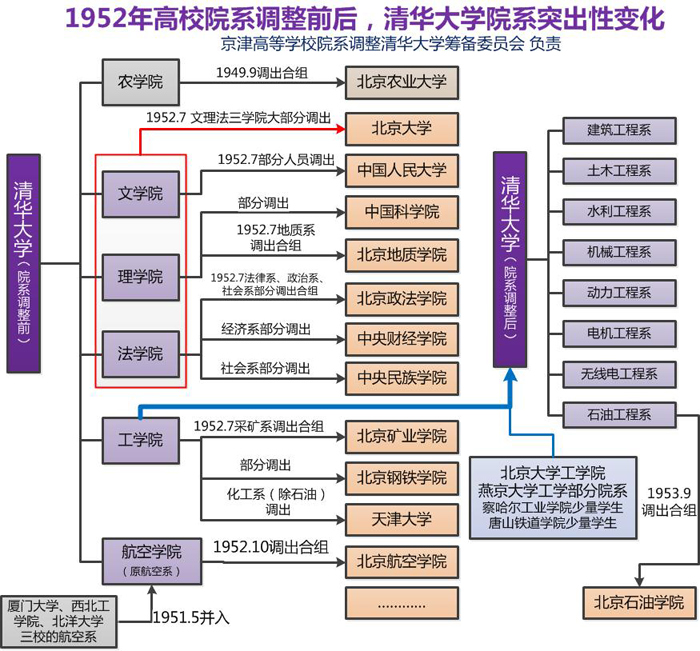 1952年高校院系调整前后，清华大学院系突出性变化
京津高等学校院系调整清华大学筹备委员会 负责
清华大学（院系调整前）
农学院
1949.9调出合组
北京农业大学
1952.7 文理法三学院大部分调出
北京大学
文学院
1952.7部分人员调出
中国人民大学
理学院
部分调出
中国科学院
1952.7地质系
调出合组
北京地质学院
法学院
1952.7法律系、政治系、
社会系部分调出合组
北京政法学院
经济系部分调出
中央财经学院
社会系部分调出
中央民族学院
工学院
1952.7采矿系调出合组
北京矿业学院
部分调出
北京钢铁学院
化工系（除石油）
调出
天津大学
航空学院
（原航空系）
1952.10调出合组
北京航空学院
…………
厦门大学、西北工
学院、北洋大学
三校的航空系
1951.5并入
清华大学（院系调整后）
建筑工程系
土木工程系
水利工程系
机械工程系
动力工程系
电机工程系
无线电工程系
石油工程系
北京大学工学院
燕京大学工学部分院系
察哈尔工业学院少量学生
唐山铁道学院少量学生
1953.9
调出合组
北京石油学院